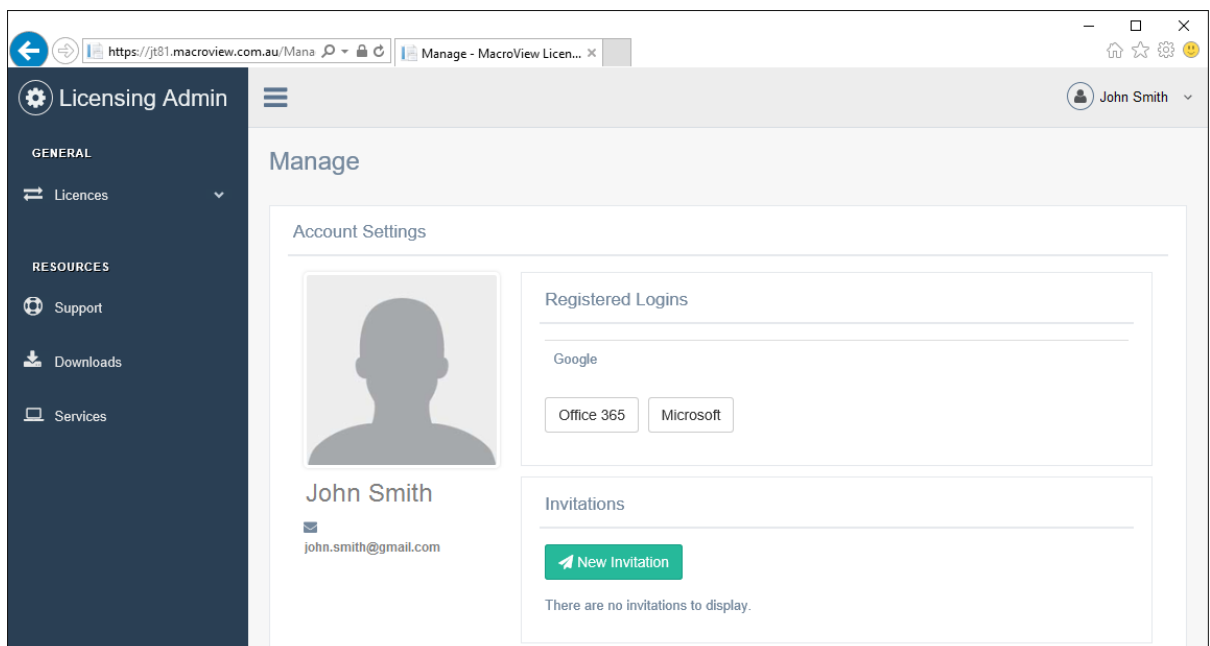 https://jt81.macroview.com.au/Mana
Manage - MacroView Licen...
Licensing Admin
John Smith
GENERAL
Licences
RESOURCES
Support
Downloads
Services
Manage
Account Settings
John Smith
john.smith@gmail.com
Registered Logins
Google
Office 365 Microsoft
Invitations
New Invitation
There are no invitations to display.